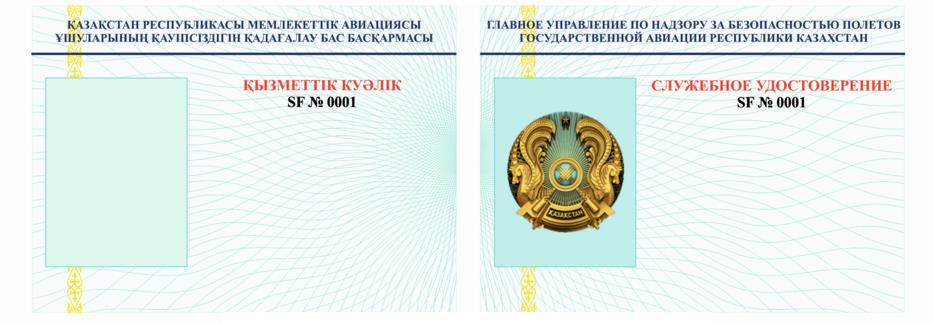 ҚАЗАҚСТАН РЕСПУБЛИКАСЫ МЕМЛЕКЕТТІК АВИАЦИЯСЫ
ҰШУЛАРЫНЫҢ ҚАУІПСІЗДІГІН ҚАДАҒАЛАУ БАС БАСҚАРМАСЫ
ҚЫЗМЕТТІК КУӘЛІК
SF № 0001
ГЛАВНОЕ УПРАВЛЕНИЕ ПО НАДЗОРУ ЗА БЕЗОПАСНОСТЬЮ ПОЛЕТОВ
ГОСУДАРСТВЕННОЙ АВИАЦИИ РЕСПУБЛИКИ КАЗАХСТАН
СЛУЖЕБНОЕ УДОСТОВЕРЕНИЕ
SF № 0001
ҚАЗАҚСТАН